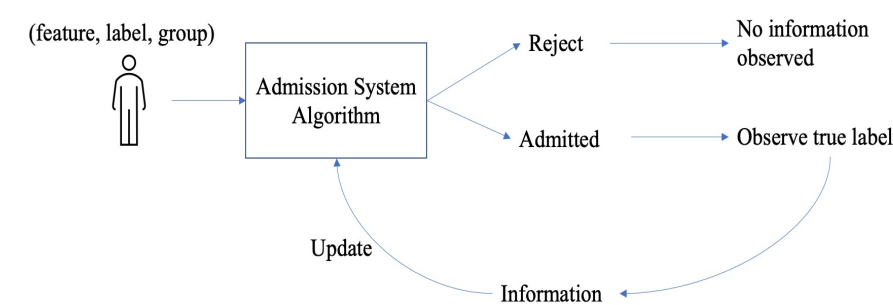 (feature, label, group)
Admission System
Algorithm
Reject
No information
observed
Admitted
Observe true label
Update
Information